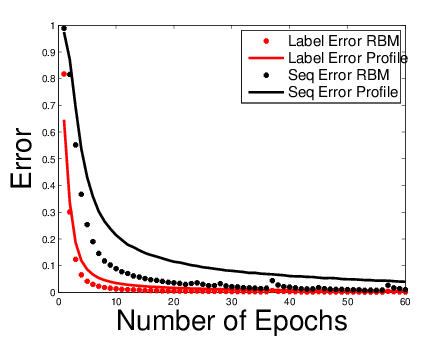 1
0.9
0.8
0.7
0.6
0.5
0.4
0.3
0.2
0.1
0
Error
Label Error RBM
Label Error Profile
Seq Error RBM
Seq Error Profile
0 10 20 30 40 50 60
Number of Epochs